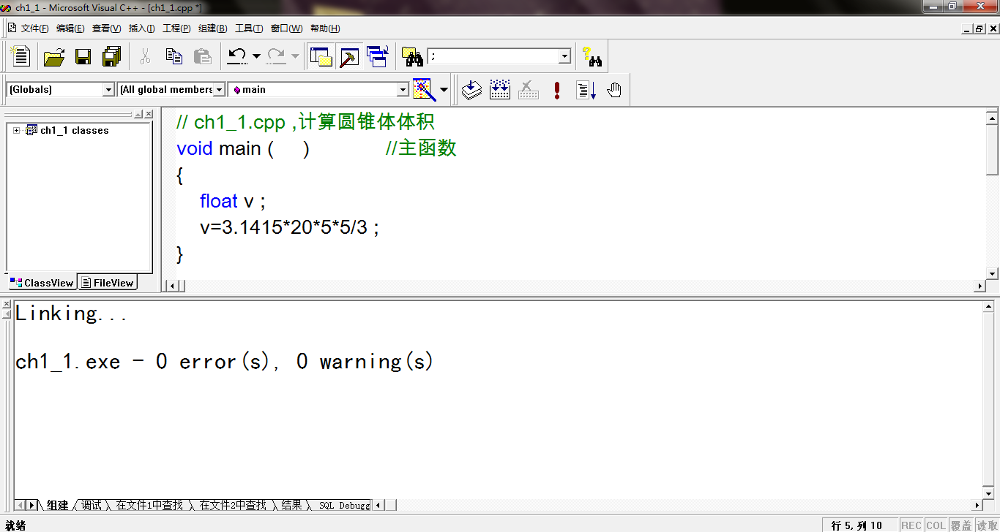 ch1_1 - Microsoft Visual C++ - [ch1_1.cpp *]
文件(F) 编辑(E) 查看(V) 插入(I) 工程(P) 组建(B) 工具(T) 窗口(W) 帮助(H)
;
(Globals) (All global members main
ch1_1 classes
ClassView FileView
// ch1_1.cpp ,计算圆锥体体积
void main ( ) //主函数
{
float v ;
v=3.1415*20*5*5/3 ;
}
Linking...
ch1_1.exe - 0 error(s), 0 warning(s)
组建 调试 在文件1中查找 在文件2中查找 结果 SQL Debugg
就绪 行 5, 列 10 REC COL 覆盖 读取